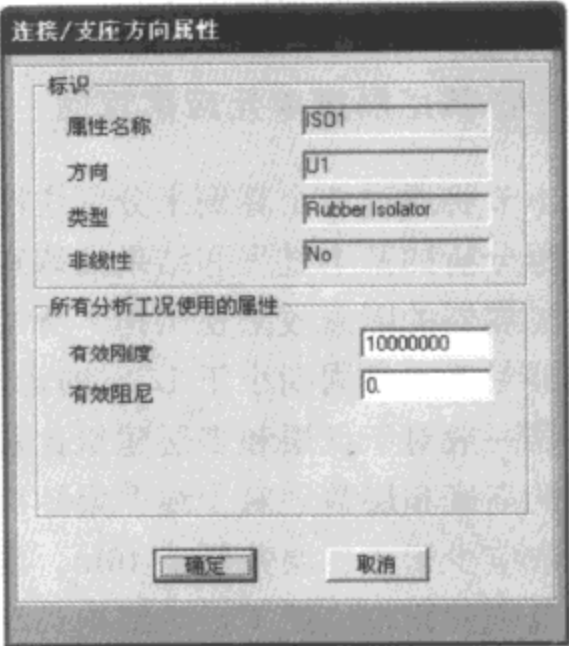 连接/支座方向属性
标识
属性名称 ISO1
方向 U1
类型 Rubber Isolator
非线性 No
所有分析工况使用的属性
有效刚度 10000000
有效阻尼 0.
确定 取消